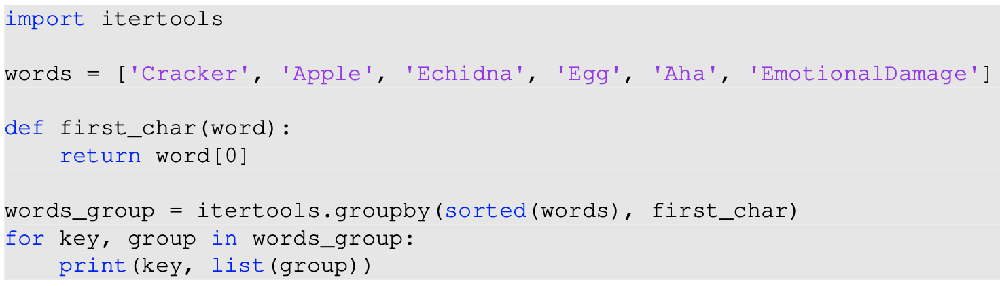 import itertools

words = ['Cracker', 'Apple', 'Echidna', 'Egg', 'Aha', 'EmotionalDamage']

def first_char(word):
    return word[0]

words_group = itertools.groupby(sorted(words), first_char)
for key, group in words_group:
    print(key, list(group))